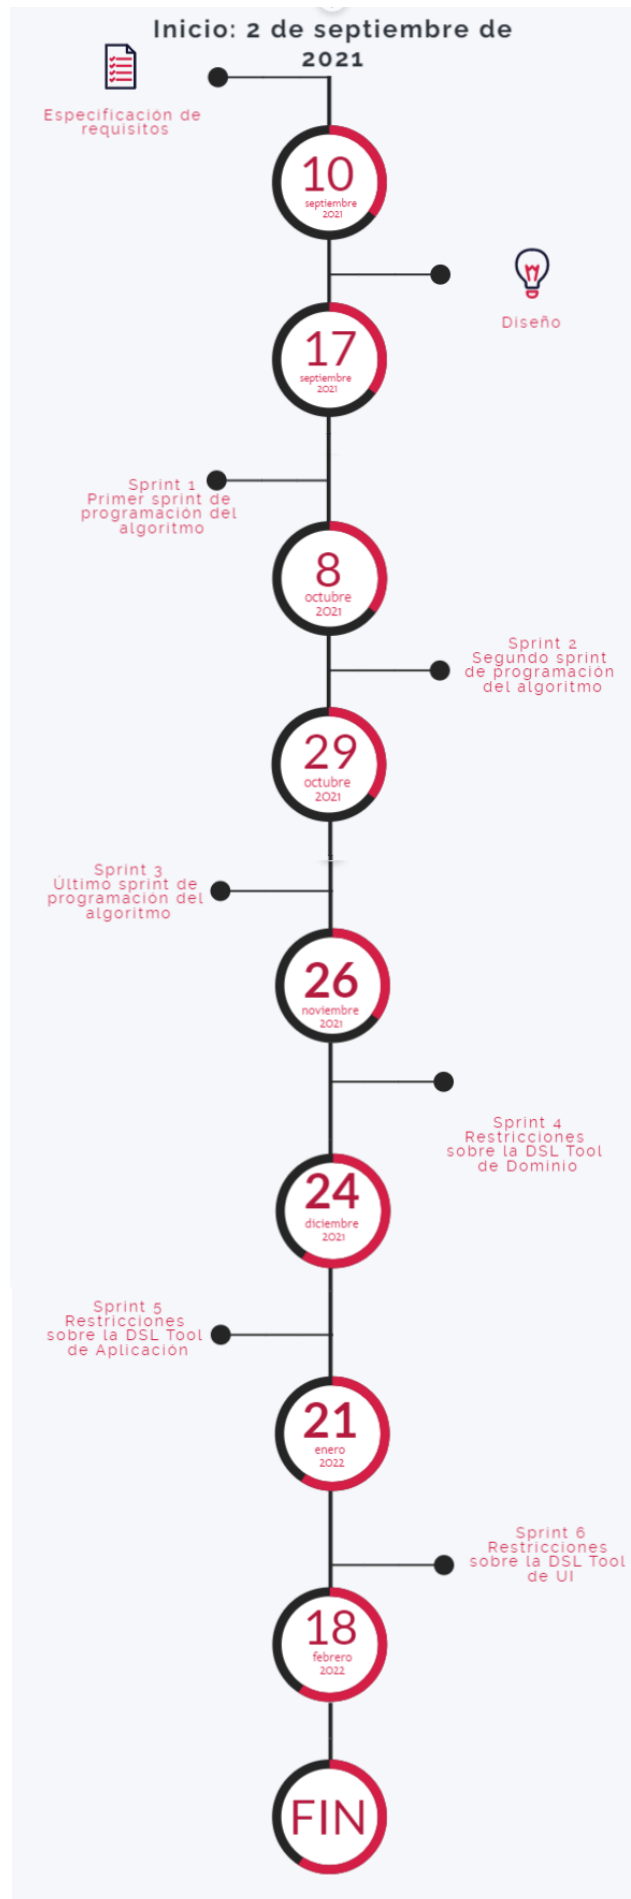 Inicio: 2 de septiembre de
2021
Especificación de
requisitos
10
septiembre
2021
Diseño
17
septiembre
2021
Sprint 1
Primer sprint de
programación del
algoritmo
8
octubre
2021
Sprint 2
Segundo sprint
de programación
del algoritmo
29
octubre
2021
Sprint 3
Último sprint de
programación del
algoritmo
26
noviembre
2021
Sprint 4
Restricciones
sobre la DSL Tool
de Dominio
24
diciembre
2021
Sprint 5
Restricciones
sobre la DSL Tool
de Aplicación
21
enero
2022
Sprint 6
Restricciones
sobre la DSL Tool
de UI
18
febrero
2022
FIN